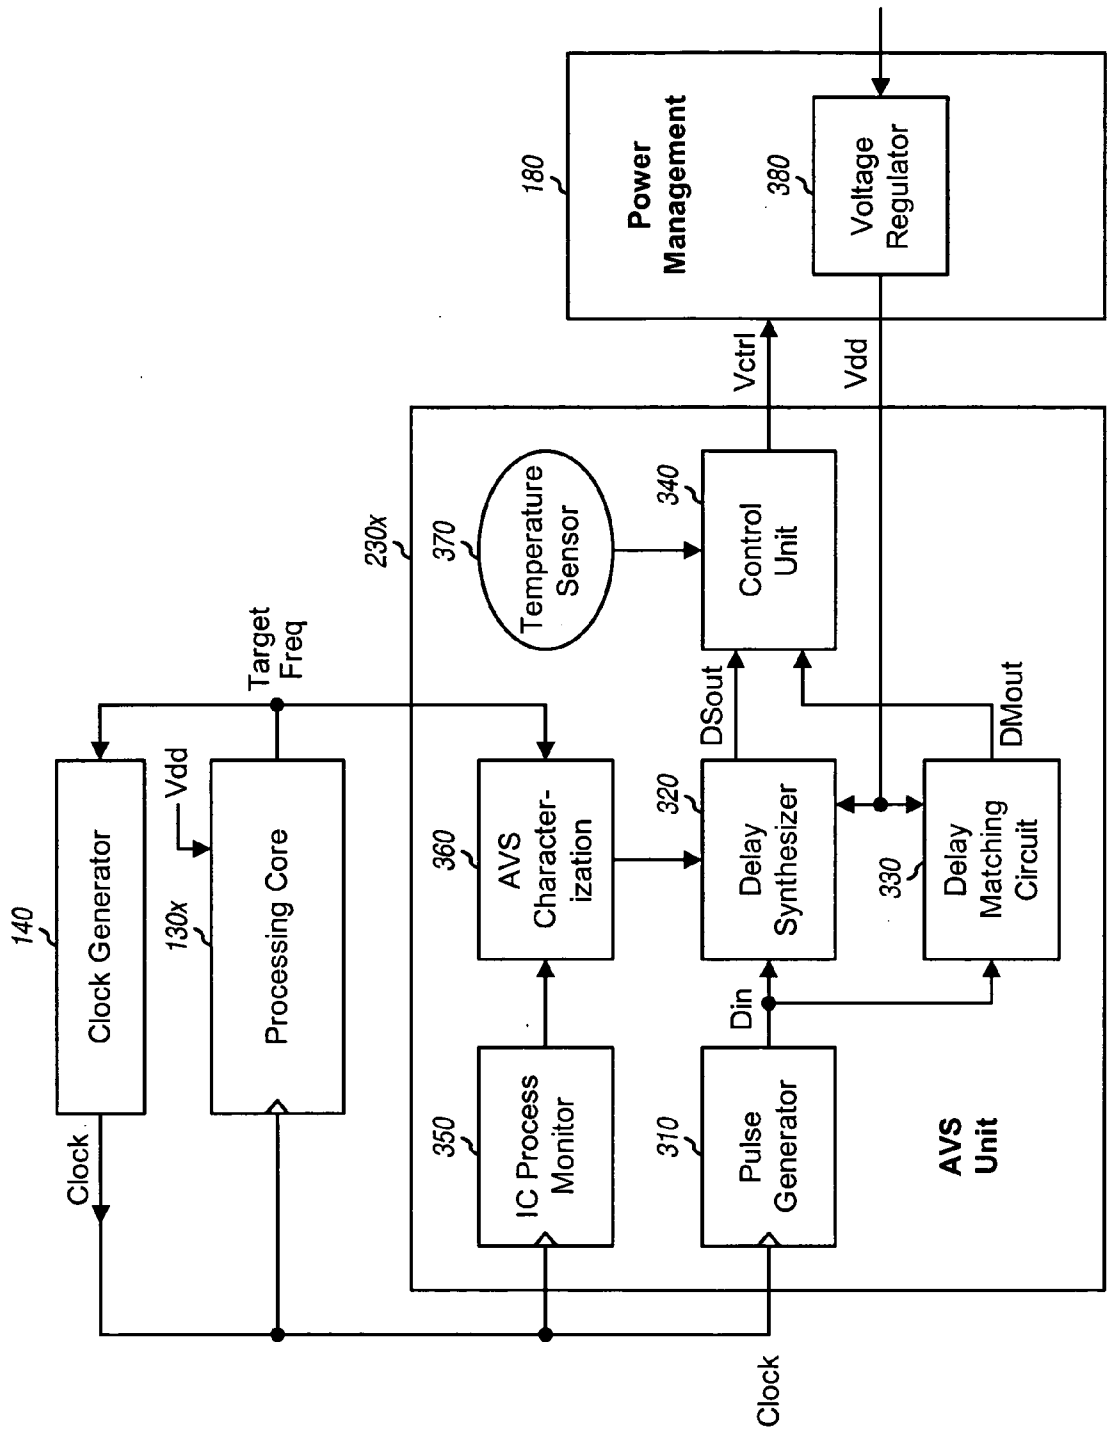 Clock
140
Clock Generator
130x
Processing Core
Vdd
Target
Freq
230x
350
IC Process
Monitor
360
AVS
Character-
ization
370
Temperature
Sensor
310
Pulse
Generator
Din
320
Delay
Synthesizer
DSout
340
Control
Unit
Vctrl
180
Power
Management
Clock
AVS
Unit
330
Delay
Matching
Circuit
DMout
Vdd
380
Voltage
Regulator